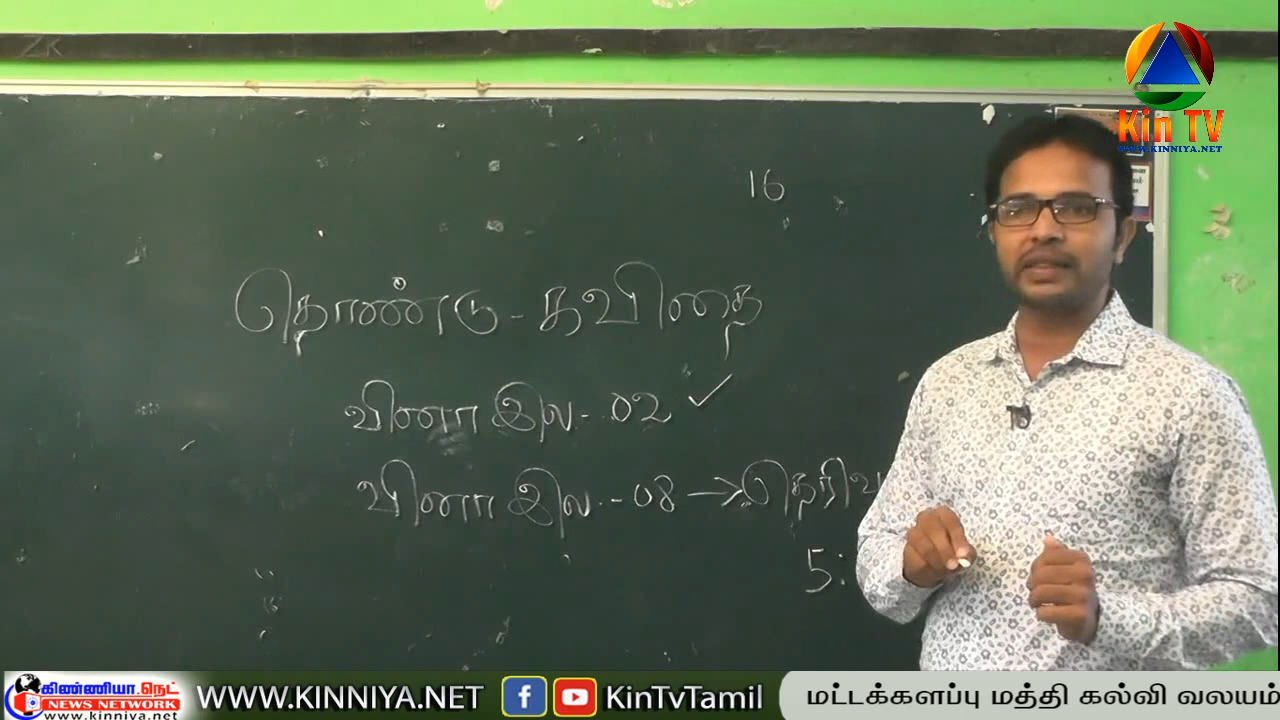 Kin TV
WWW.KINNIYA.NET
16
தொண்டு - கவிதை
வினா இல - 02 ✓
வினா இல - 08 → தெரிவ
5:
கிண்ணியா.நெட்
NEWS NETWORK
www.kinniya.net
WWW.KINNIYA.NET
KinTvTamil
மட்டக்களப்பு மத்தி கல்வி வலயம்